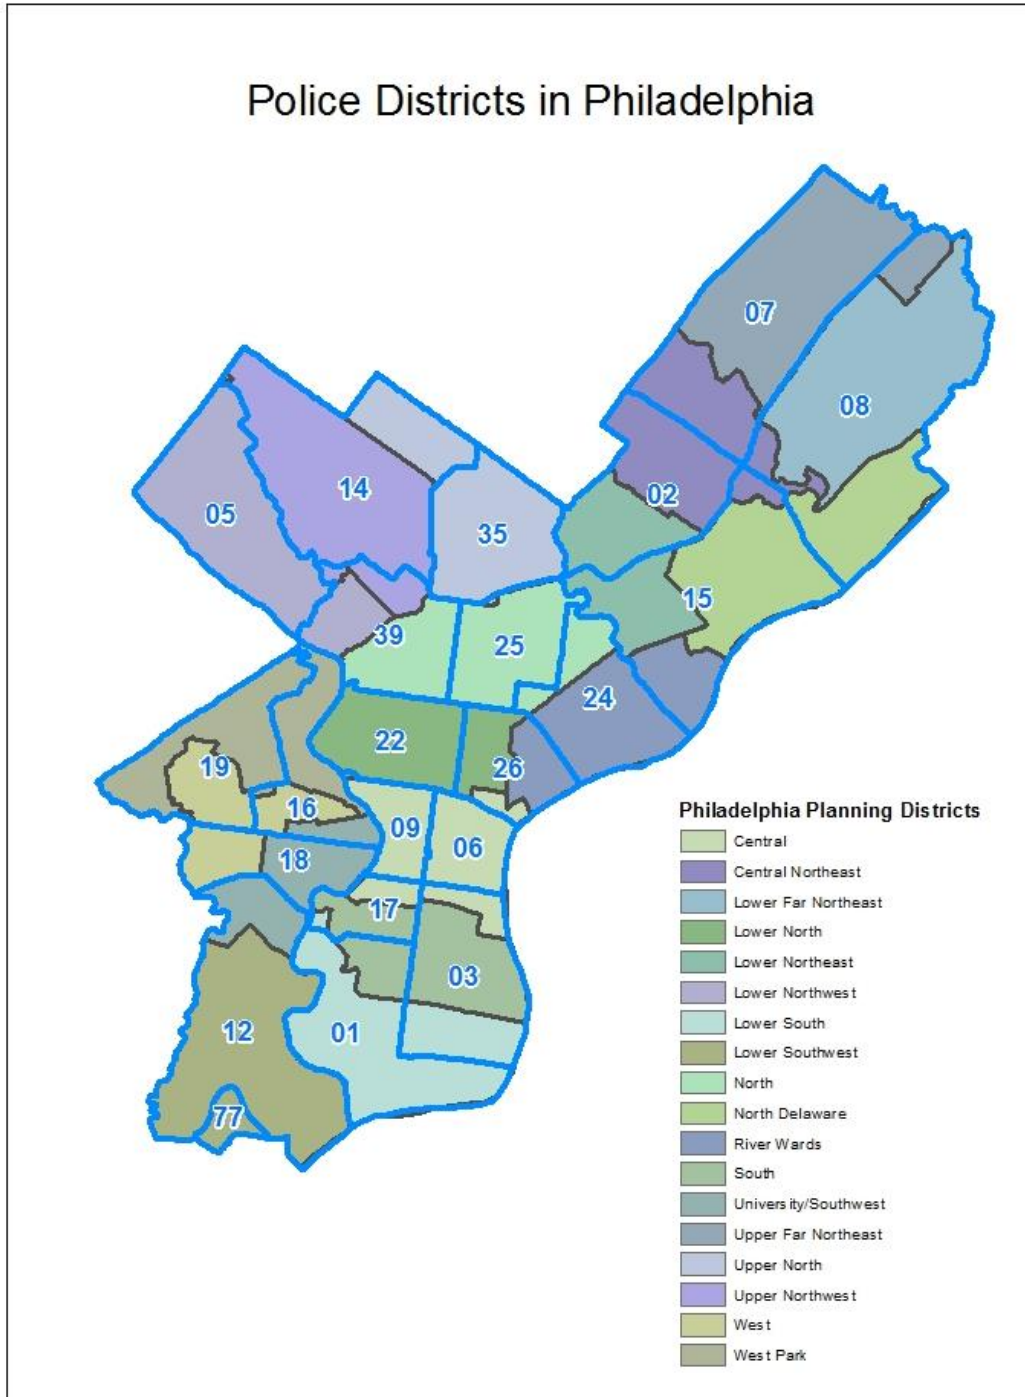 Police Districts in Philadelphia
07
08
14
02
05
35
15
39
25
24
22
19
26
16
09
06
18
17
03
12
01
77
Philadelphia Planning Districts
Central
Central Northeast
Lower Far Northeast
Lower North
Lower Northeast
Lower Northwest
Lower South
Lower Southwest
North
North Delaware
River Wards
South
University/Southwest
Upper Far Northeast
Upper North
Upper Northwest
West
West Park